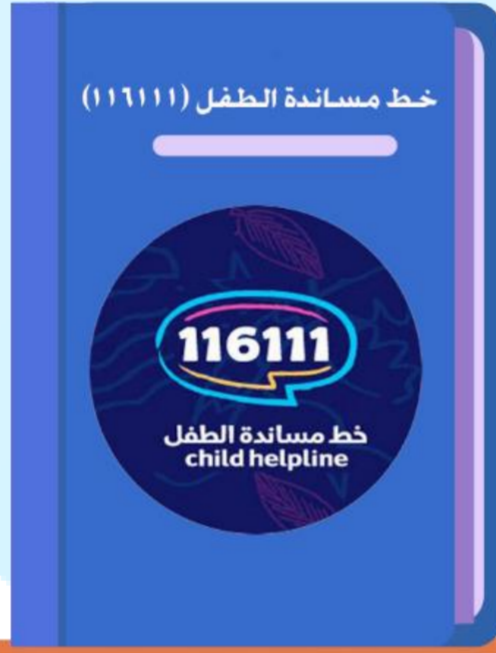 خط مساندة الطفل (١١٦١١١)
116111
خط مساندة الطفل
child helpline